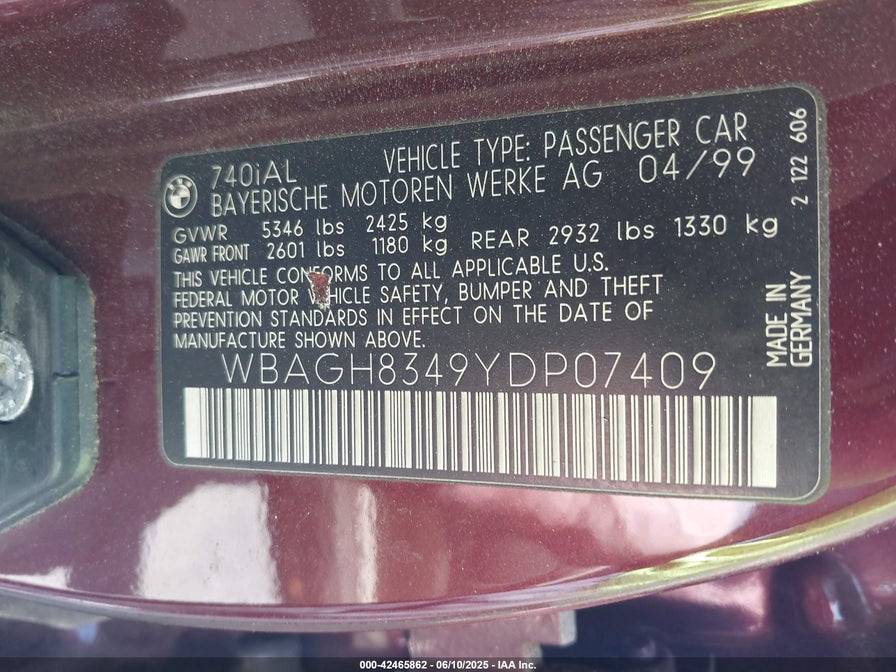 740iAL VEHICLE TYPE: PASSENGER CAR
BAYERISCHE MOTOREN WERKE AG 04/99
GVWR 5346 lbs 2425 kg
GAWR FRONT 2601 lbs 1180 kg REAR 2932 lbs 1330 kg
THIS VEHICLE CONFORMS TO ALL APPLICABLE U.S.
FEDERAL MOTOR VEHICLE SAFETY, BUMPER AND THEFT
PREVENTION STANDARDS IN EFFECT ON THE DATE OF
MANUFACTURE SHOWN ABOVE.
WBAGH8349YDP07409
MADE IN
GERMANY
2 122 606
BMW
000-42465862 - 06/10/2025 - IAA Inc.